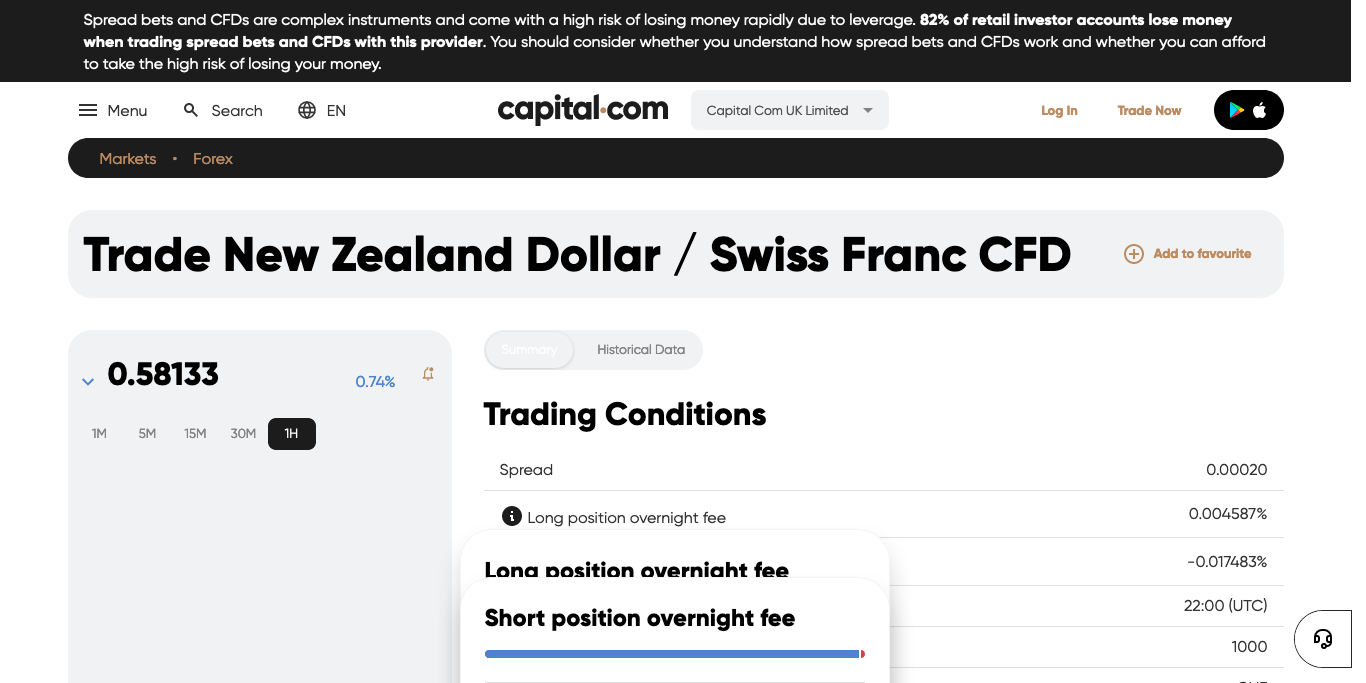 Spread bets and CFDs are complex instruments and come with a high risk of losing money rapidly due to leverage. 82% of retail investor accounts lose money
when trading spread bets and CFDs with this provider. You should consider whether you understand how spread bets and CFDs work and whether you can afford
to take the high risk of losing your money.
Menu Search EN capital.com Capital Com UK Limited Log In Trade Now
Markets • Forex
Trade New Zealand Dollar / Swiss Franc CFD Add to favourite
0.58133 0.74%
1M 5M 15M 30M 1H
Summary Historical Data
Trading Conditions
Spread 0.00020
Long position overnight fee 0.004587%
Long position overnight fee -0.017483%
Short position overnight fee 22:00 (UTC)
1000